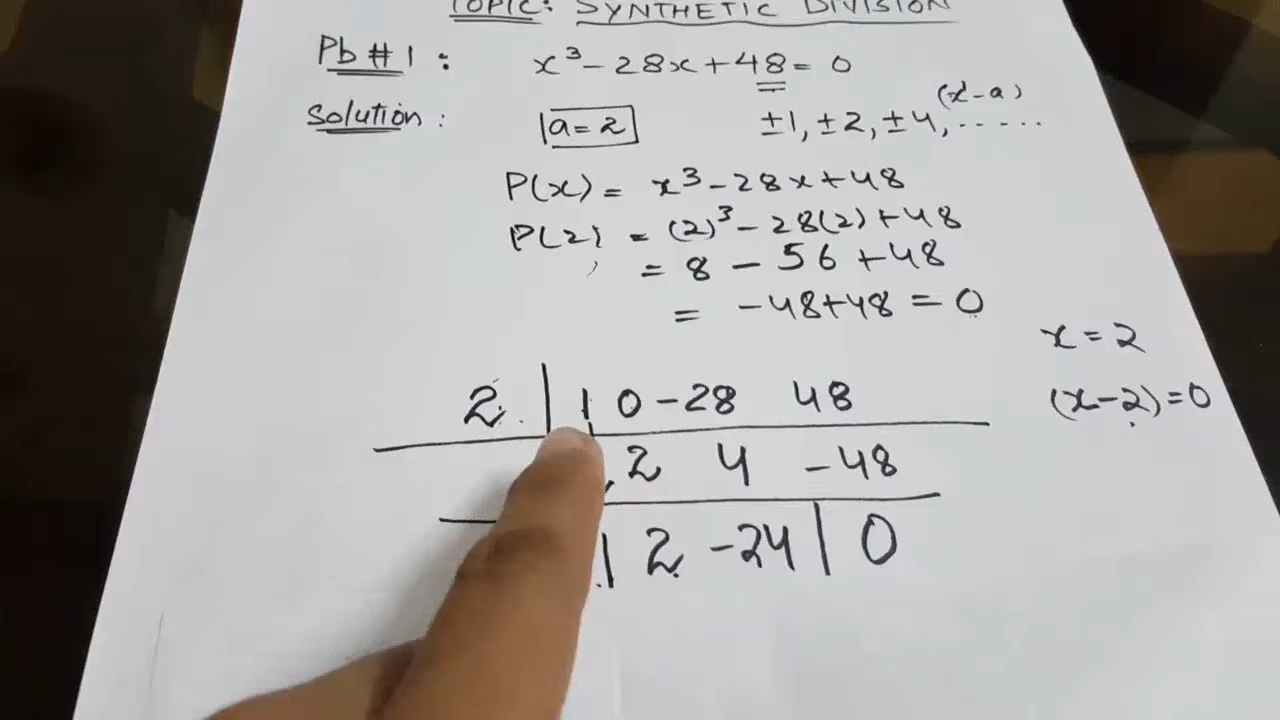 TOPIC: SYNTHETIC DIVISION
Pb # 1 : x³ - 28x + 48 = 0
Solution : a = 2 ±1, ±2, ±4, ...... (x - a)
P(x) = x³ - 28x + 48
P(2) = (2)³ - 28(2) + 48
= 8 - 56 + 48
= -48 + 48 = 0
x = 2
2 | 1 0 -28 48 (x - 2) = 0
2 4 -48
1 2 -24 | 0